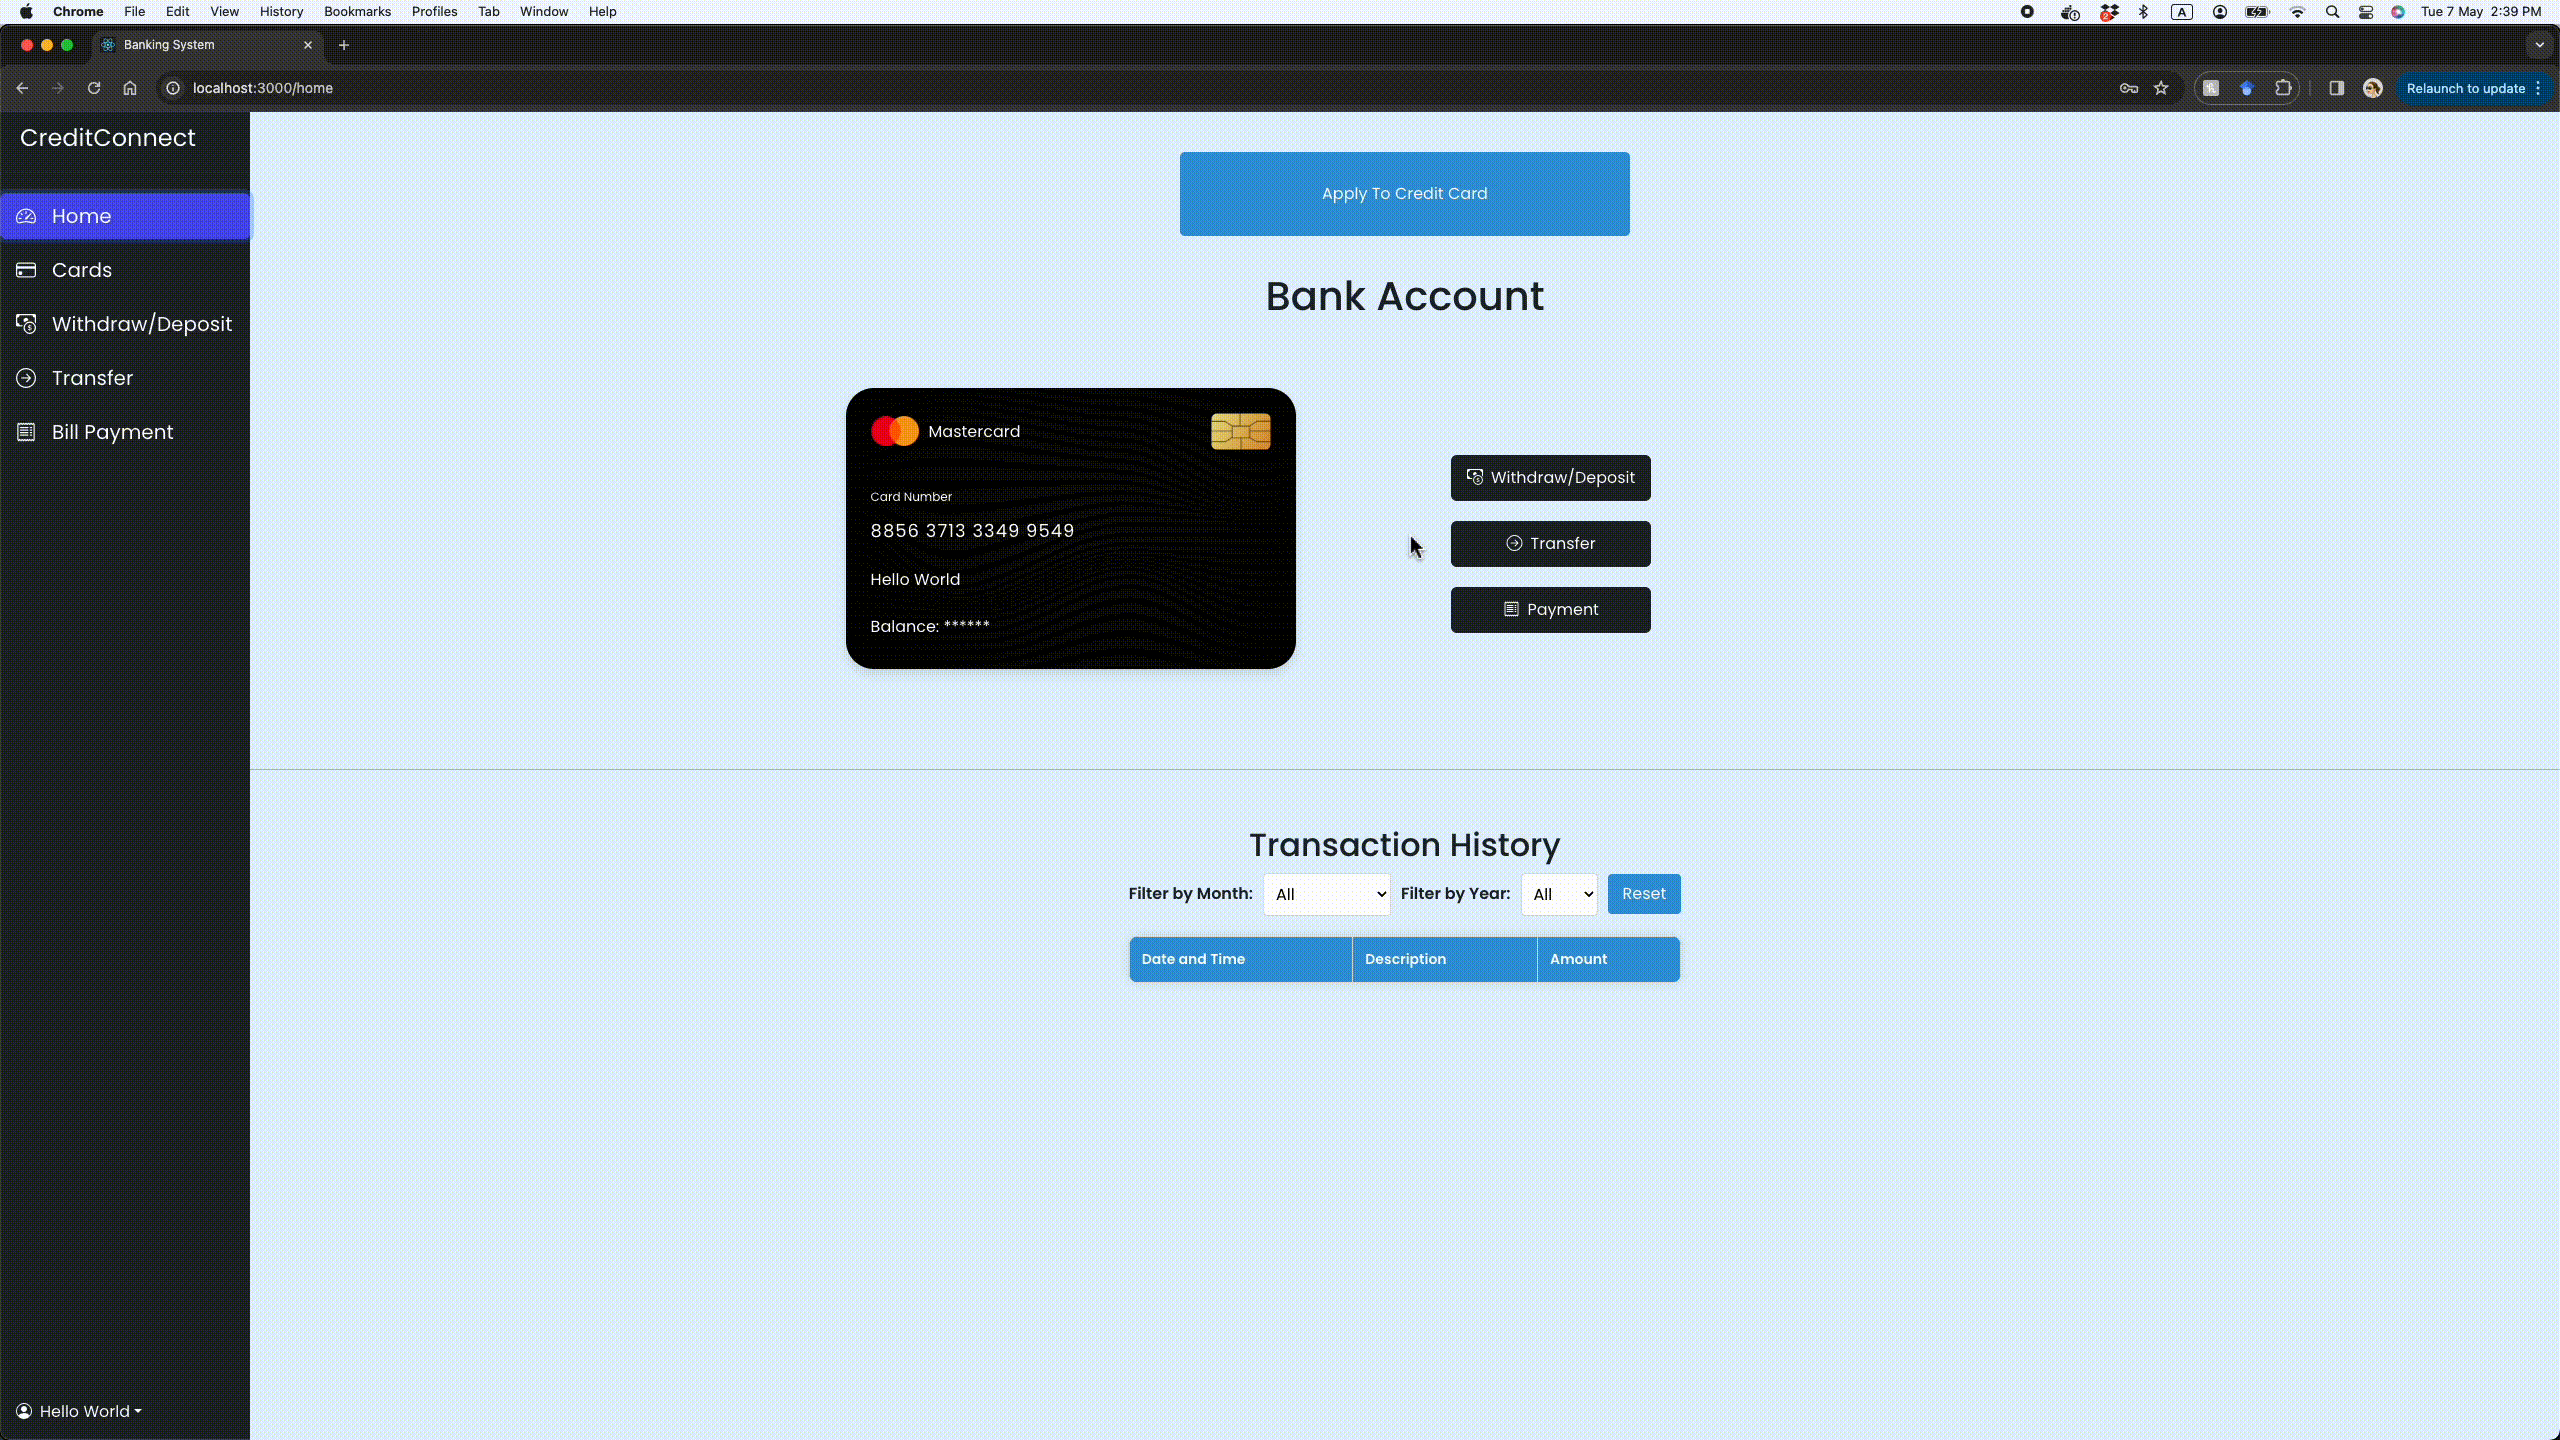 Chrome File Edit View History Bookmarks Profiles Tab Window Help A Tue 7 May 2:39 PM
Banking System
localhost:3000/home Relaunch to update
CreditConnect
Home
Cards
Withdraw/Deposit
Transfer
Bill Payment
Apply To Credit Card
Bank Account
Mastercard
Card Number
8856 3713 3349 9549
Hello World
Balance: ******
Withdraw/Deposit
Transfer
Payment
Transaction History
Filter by Month: All Filter by Year: All Reset
Date and Time Description Amount
Hello World